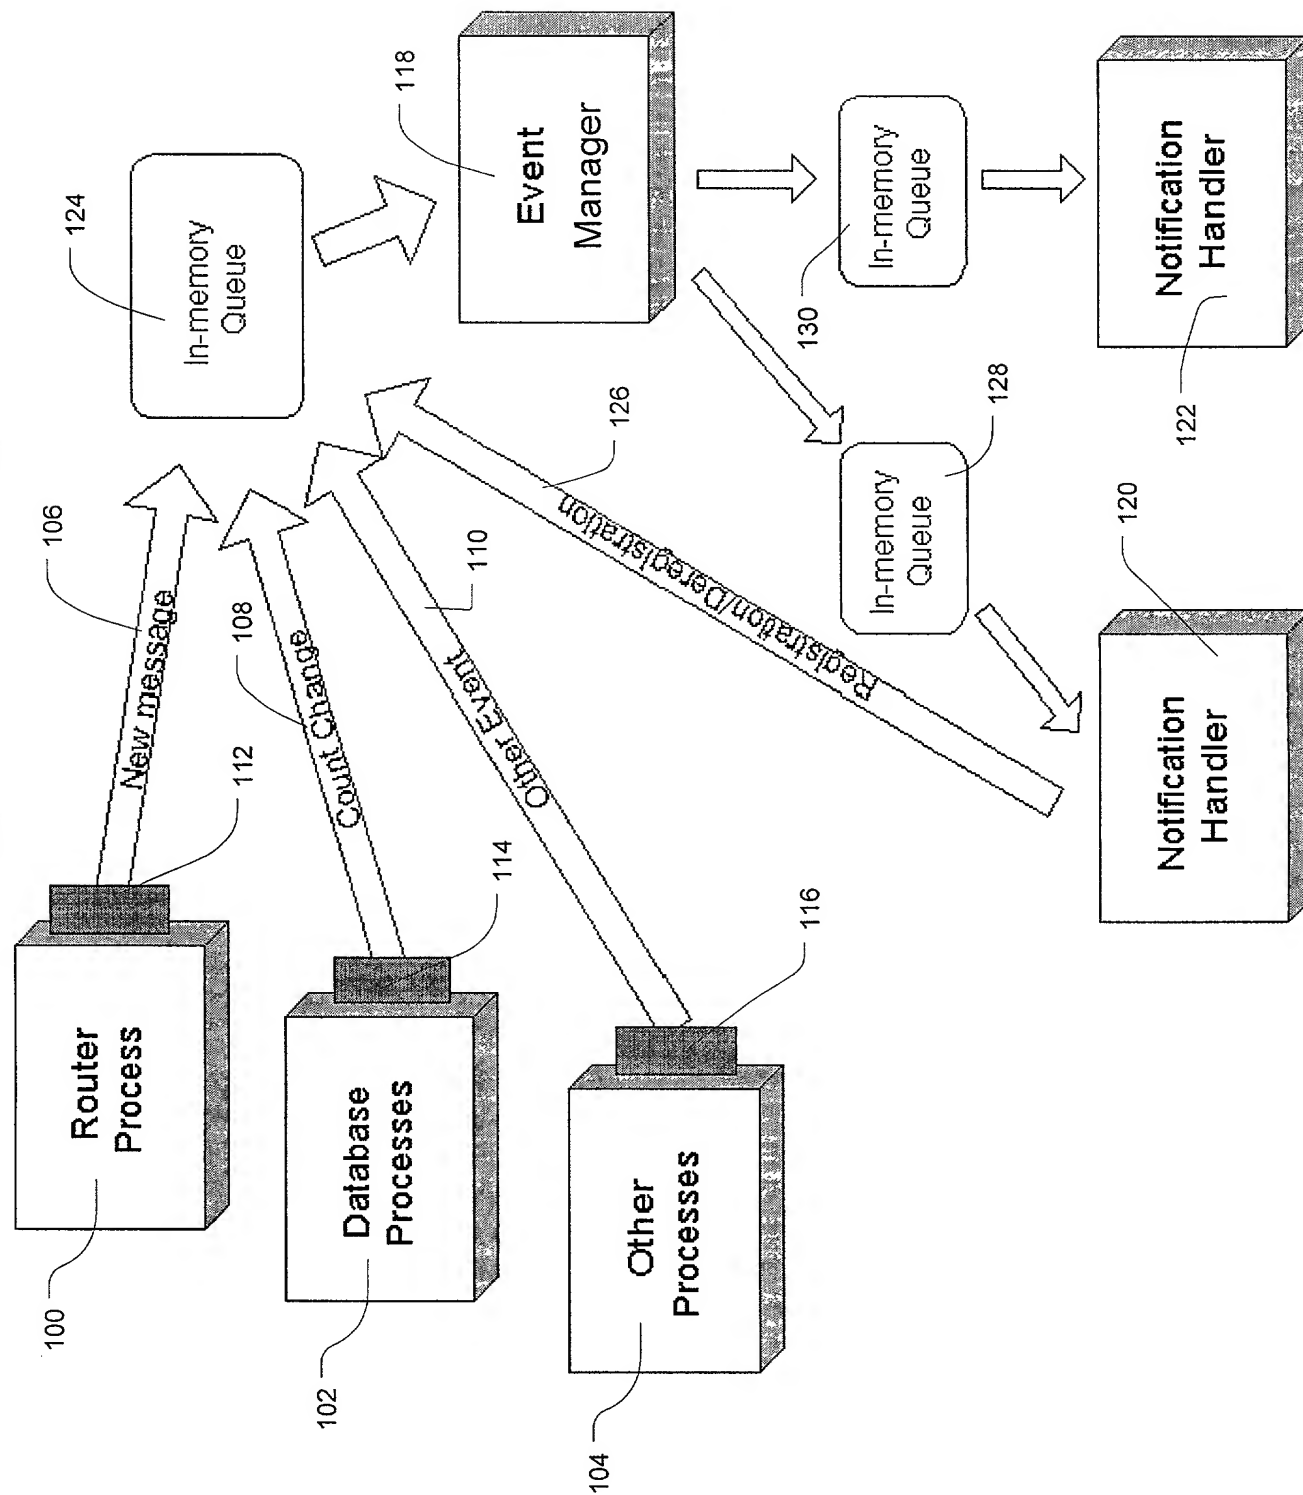 100
Router
Process
112
New message
106
124
In-memory
Queue
102
Database
Processes
114
Count Change
108
118
Event
Manager
104
Other
Processes
116
Other Event
110
Registration/Deregistration
126
In-memory
Queue
128
130
In-memory
Queue
Notification
Handler
120
122
Notification
Handler